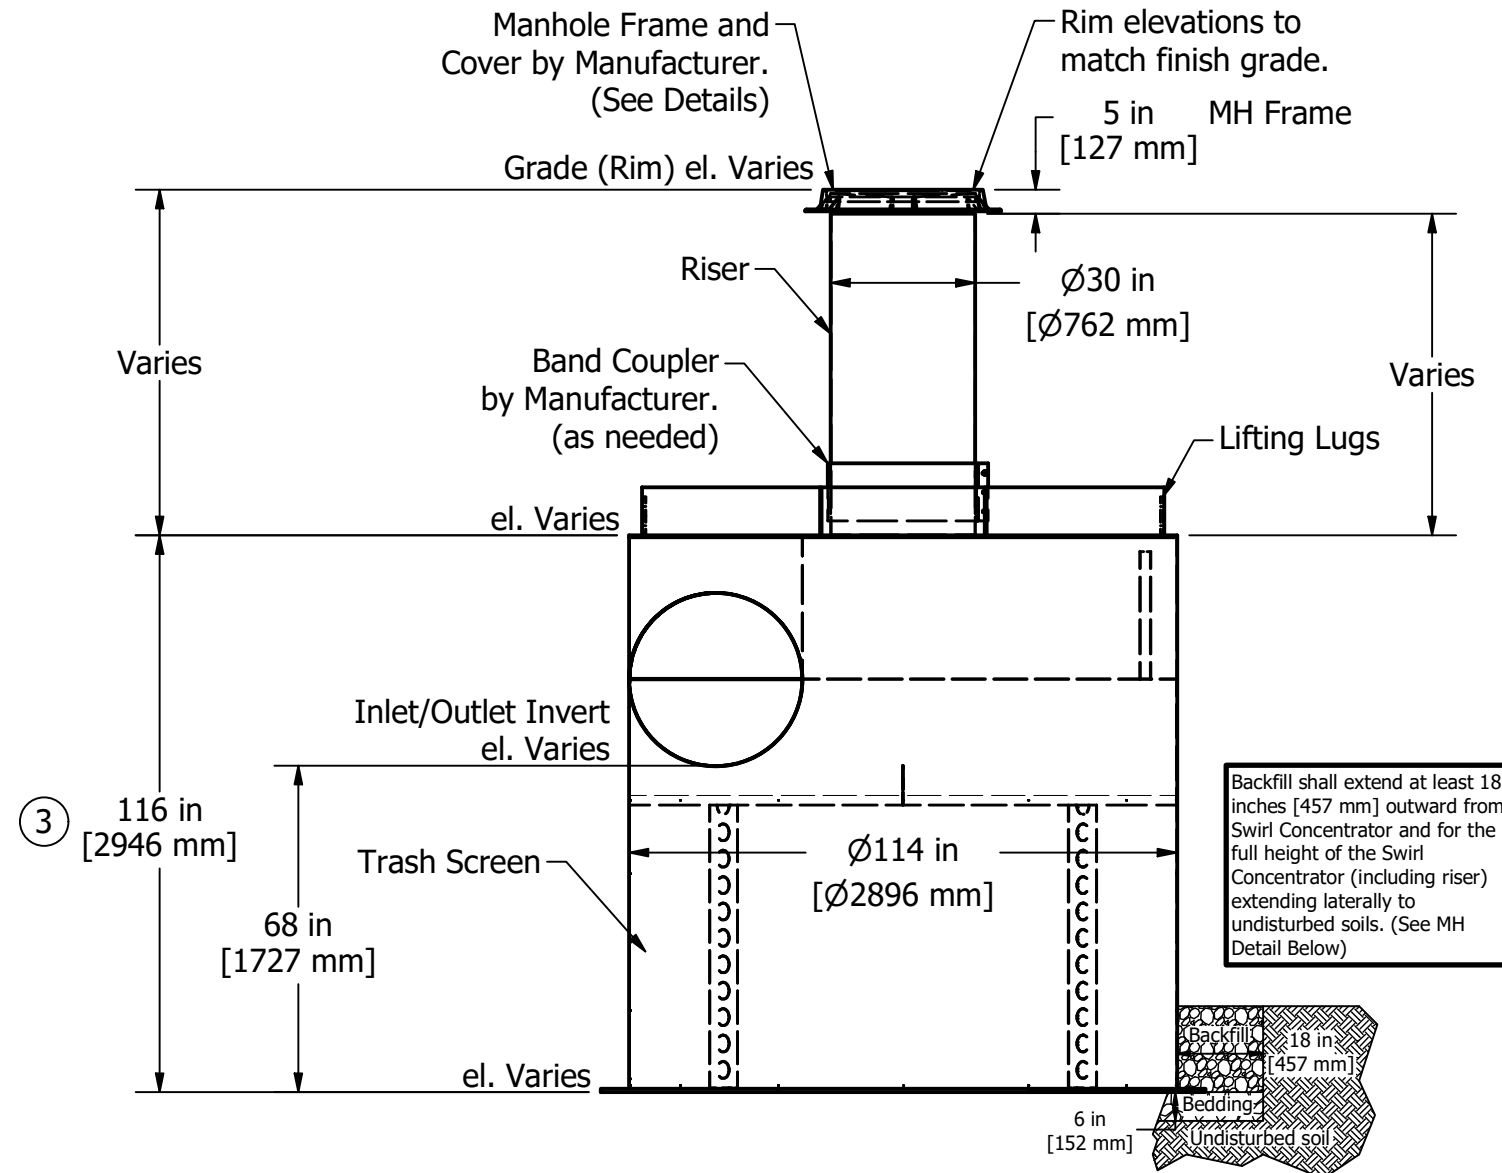 Manhole Frame and
Cover by Manufacturer.
(See Details)
Rim elevations to
match finish grade.
5 in MH Frame
[127 mm]
Grade (Rim) el. Varies
Riser
Ø30 in
[Ø762 mm]
Varies
Band Coupler
by Manufacturer.
(as needed)
Varies
Lifting Lugs
el. Varies
Inlet/Outlet Invert
el. Varies
3
116 in
[2946 mm]
Trash Screen
Ø114 in
[Ø2896 mm]
68 in
[1727 mm]
Backfill shall extend at least 18
inches [457 mm] outward from
Swirl Concentrator and for the
full height of the Swirl
Concentrator (including riser)
extending laterally to
undisturbed soils. (See MH
Detail Below)
el. Varies
Backfill
18 in
[457 mm]
Bedding
6 in
[152 mm]
Undisturbed soil